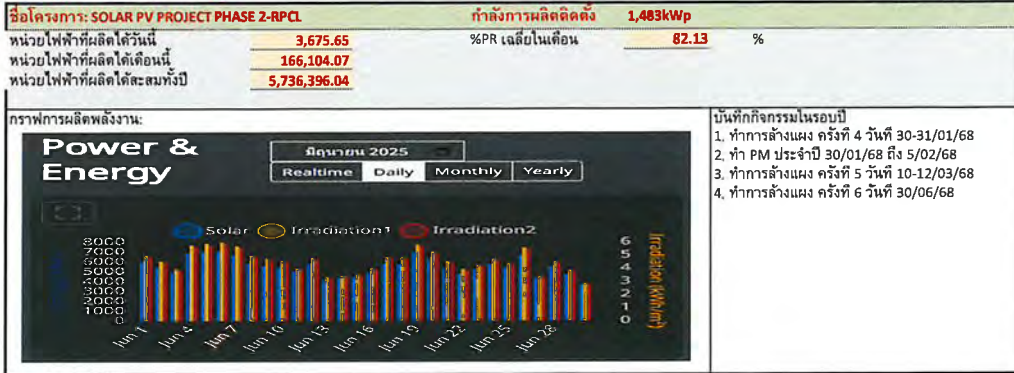 ชื่อโครงการ: SOLAR PV PROJECT PHASE 2-RPCL กำลังการผลิตติดตั้ง 1,483kWp
หน่วยไฟฟ้าที่ผลิตได้วันนี้ 3,675.65 %PR เฉลี่ยในเดือน 82.13 %
หน่วยไฟฟ้าที่ผลิตได้เดือนนี้ 166,104.07
หน่วยไฟฟ้าที่ผลิตได้สะสมทั้งปี 5,736,396.04
กราฟการผลิตพลังงาน:
Power &
Energy
มิถุนายน 2025
Realtime Daily Monthly Yearly
Solar Irradiation1 Irradiation2
8000
7000
6000
5000
4000
3000
2000
1000
0
6
5
4
3
2
1
0
Irradiation (kWh/m²)
Jun 1 Jun 4 Jun 7 Jun 10 Jun 13 Jun 16 Jun 19 Jun 22 Jun 25 Jun 28
บันทึกกิจกรรมในรอบปี
1. ทำการล้างแผง ครั้งที่ 4 วันที่ 30-31/01/68
2. ทำ PM ประจำปี 30/01/68 ถึง 5/02/68
3. ทำการล้างแผง ครั้งที่ 5 วันที่ 10-12/03/68
4. ทำการล้างแผง ครั้งที่ 6 วันที่ 30/06/68